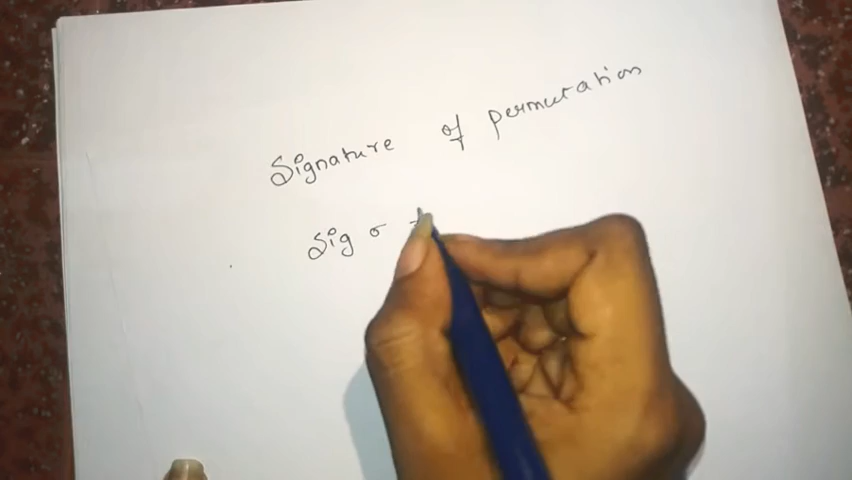 Signature of permutation
Sig σ